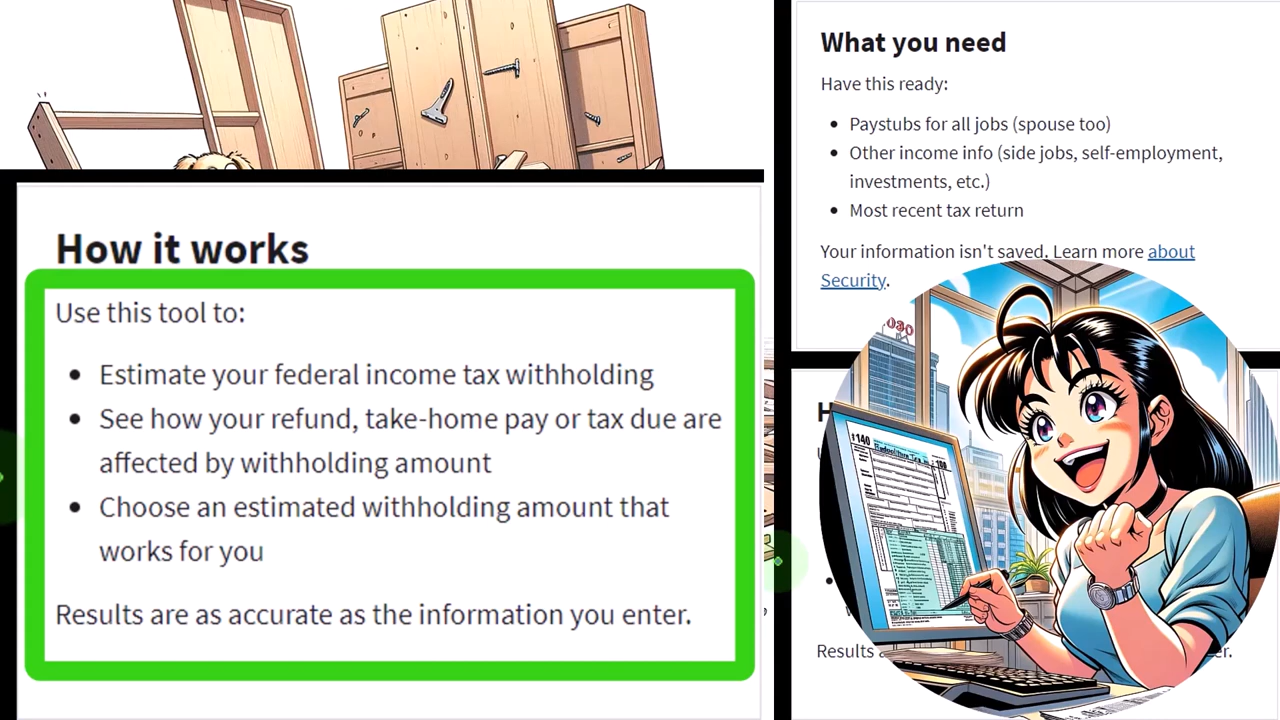 How it works
Use this tool to:
Estimate your federal income tax withholding
See how your refund, take-home pay or tax due are
affected by withholding amount
Choose an estimated withholding amount that
works for you
Results are as accurate as the information you enter.
What you need
Have this ready:
Paystubs for all jobs (spouse too)
Other income info (side jobs, self-employment,
investments, etc.)
Most recent tax return
Your information isn't saved. Learn more about
Security.
$140
Results